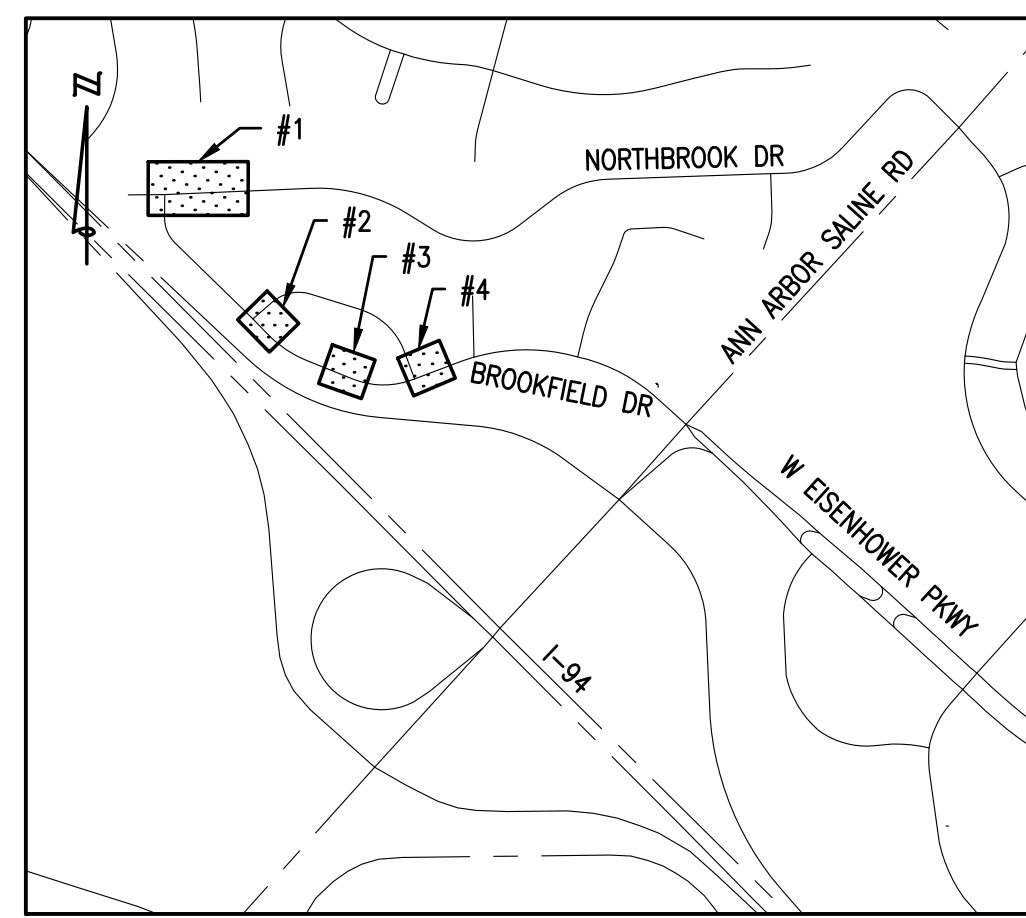 N
#1
NORTHBROOK DR
#2
#3
#4
ANN ARBOR SALINE RD
BROOKFIELD DR
W EISENHOWER PKWY
I-94